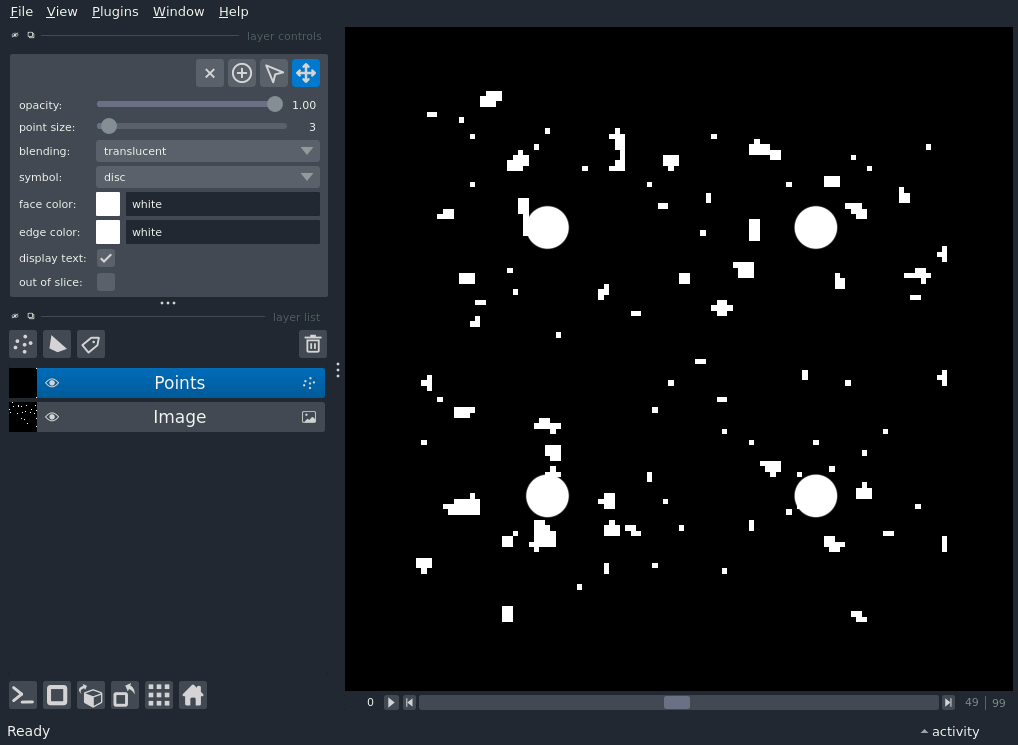 File View Plugins Window Help
layer controls
opacity: 1.00
point size: 3
blending: translucent
symbol: disc
face color: white
edge color: white
display text:
out of slice:
layer list
Points
Image
0 49 | 99
Ready activity